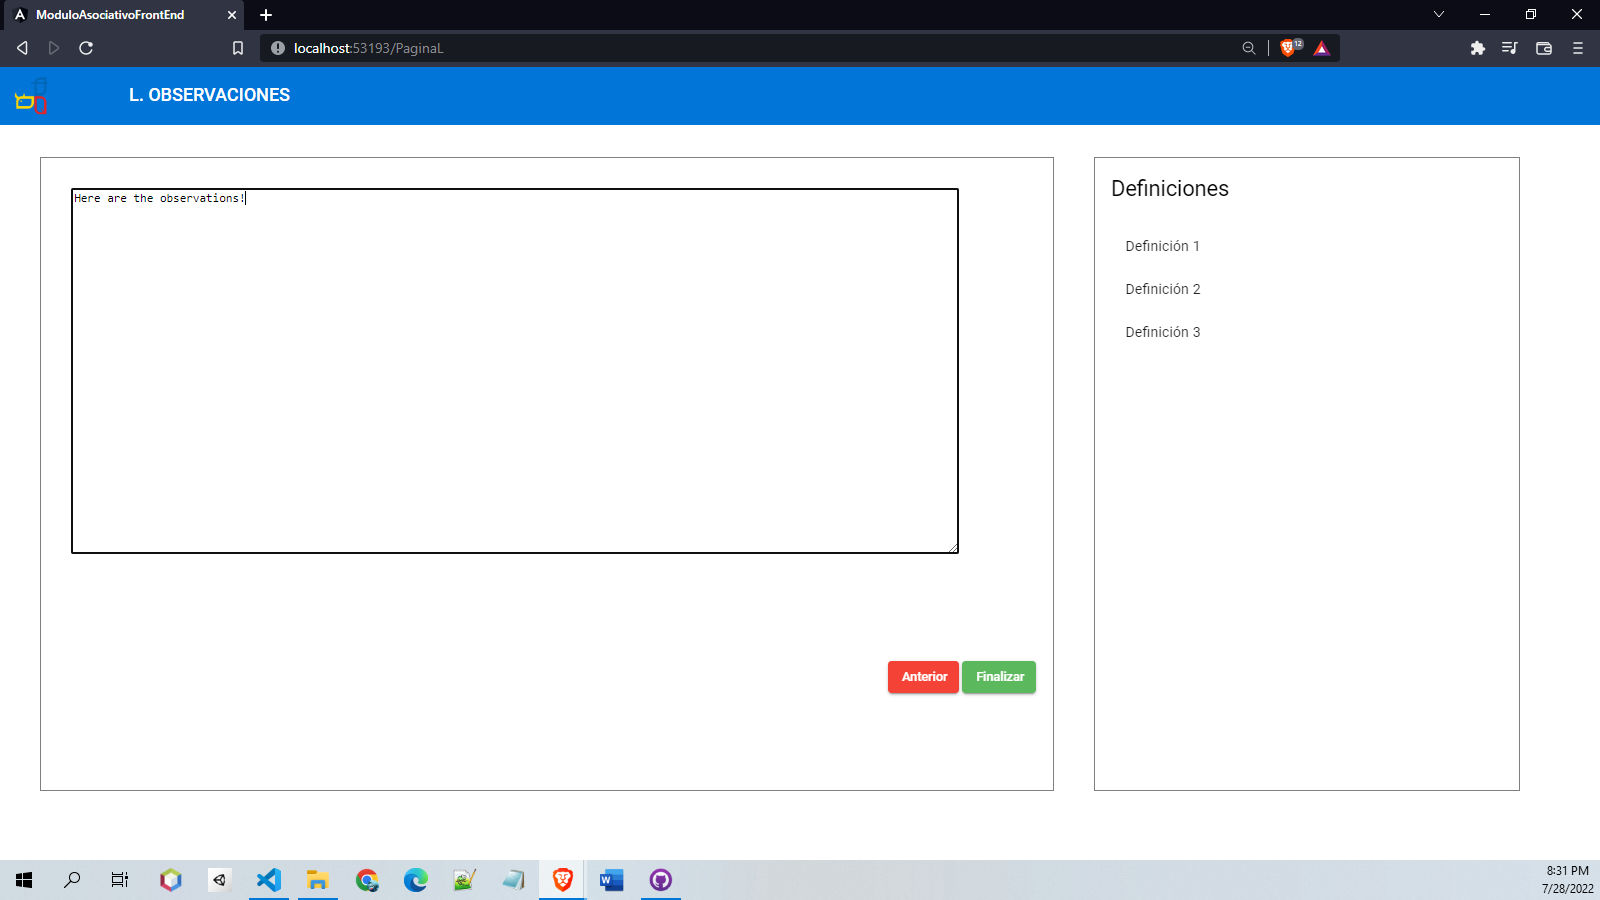 ModuloAsociativoFrontEnd
localhost:53193/PaginaL
12
L. OBSERVACIONES
Here are the observations!
Anterior
Finalizar
Definiciones
Definición 1
Definición 2
Definición 3
8:31 PM
7/28/2022